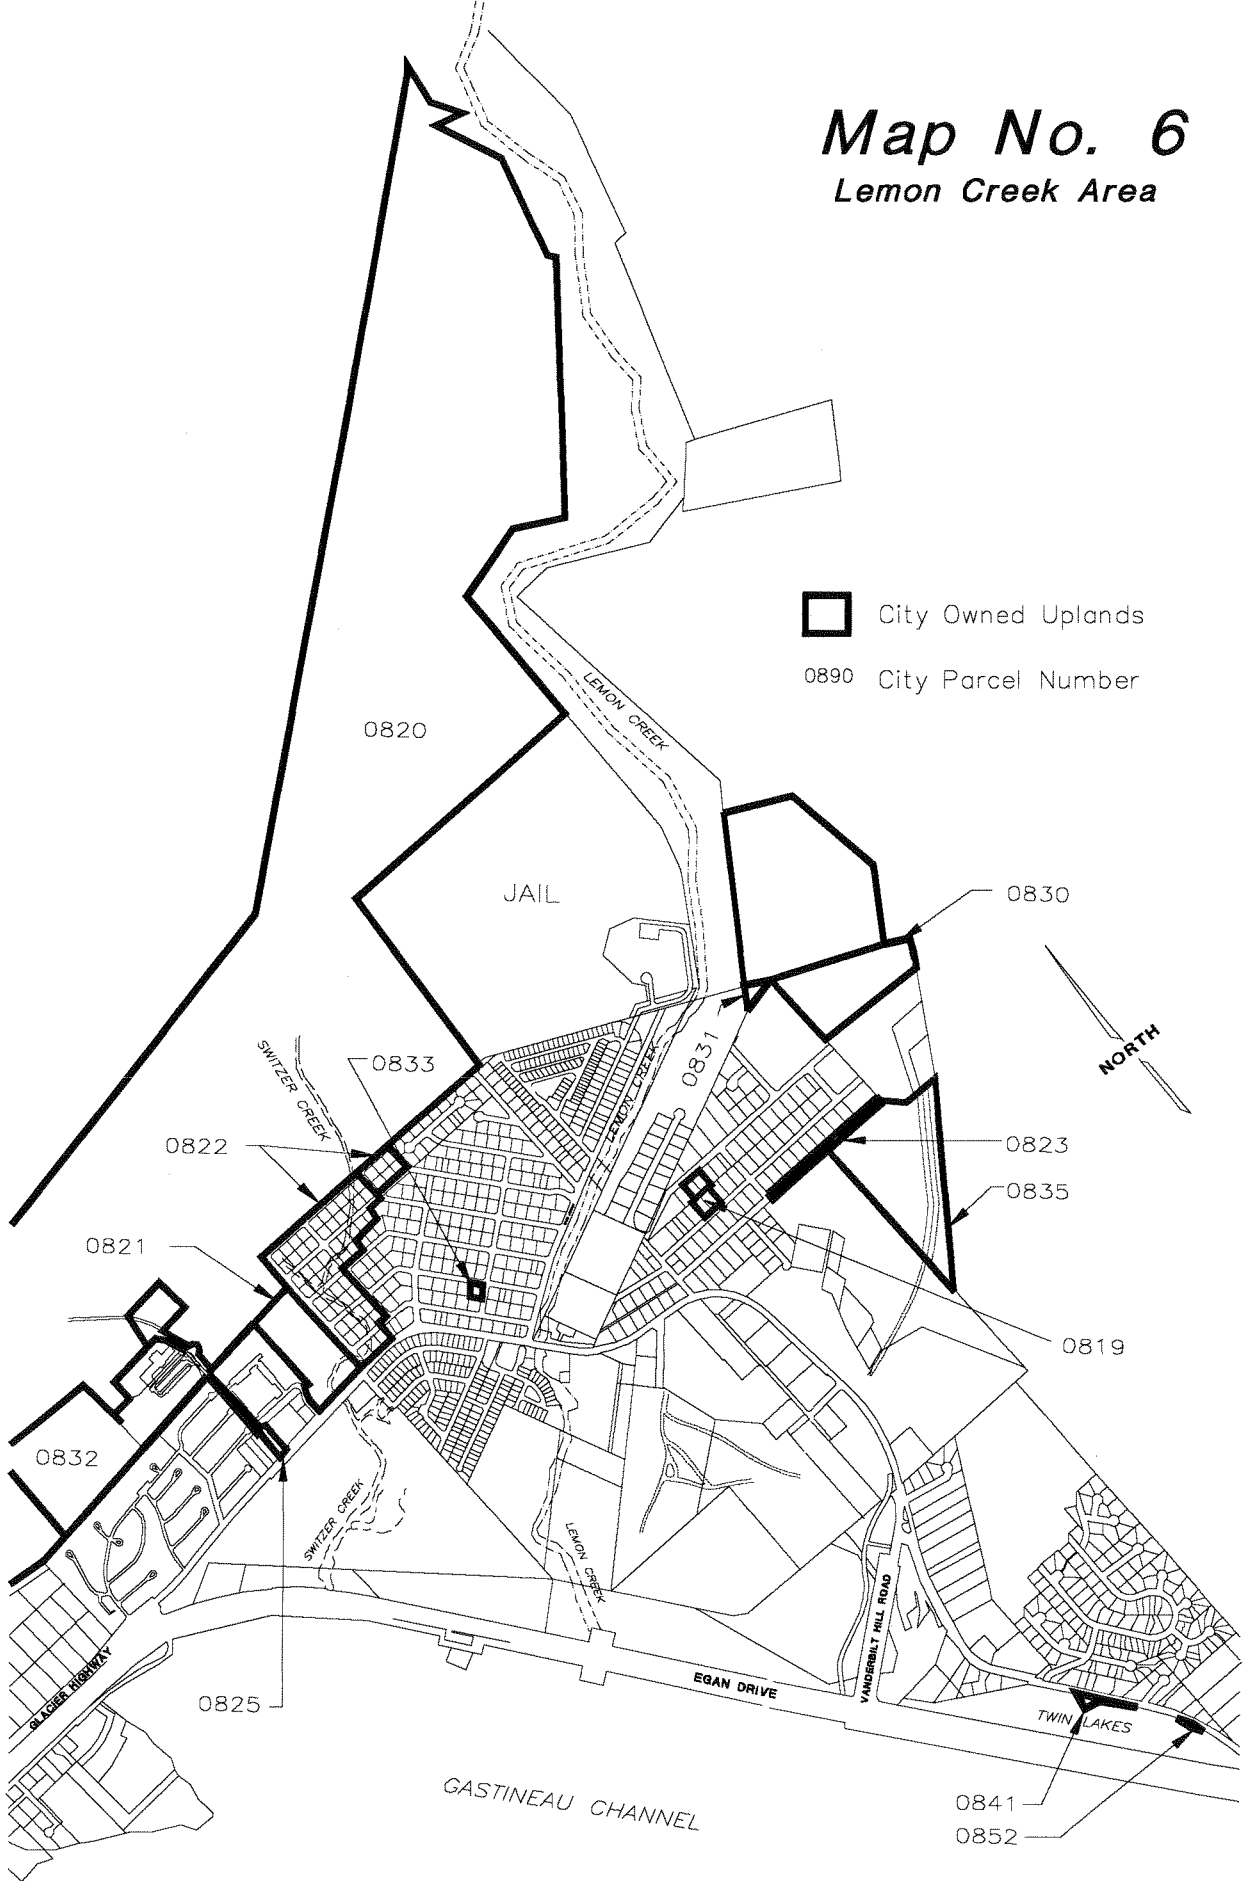 Map No. 6
Lemon Creek Area
City Owned Uplands
0890 City Parcel Number
LEMON CREEK
0820
JAIL
0830
NORTH
SWITZER CREEK
0833
LEMON CREEK
0831
0822
0823
0835
0821
0819
0832
SWITZER CREEK
LEMON CREEK
VANDERBILT HILL ROAD
GLACIER HIGHWAY
0825
EGAN DRIVE
TWIN LAKES
GASTINEAU CHANNEL
0841
0852